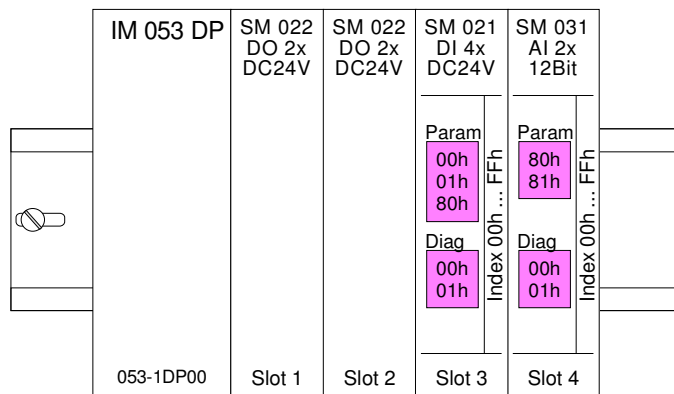 IM 053 DP
SM 022
DO 2x
DC24V
SM 022
DO 2x
DC24V
SM 021
DI 4x
DC24V
SM 031
AI 2x
12Bit
Param
00h
01h
80h
Diag
00h
01h
Index 00h ... FFh
Param
80h
81h
Diag
00h
01h
Index 00h ... FFh
053-1DP00
Slot 1
Slot 2
Slot 3
Slot 4